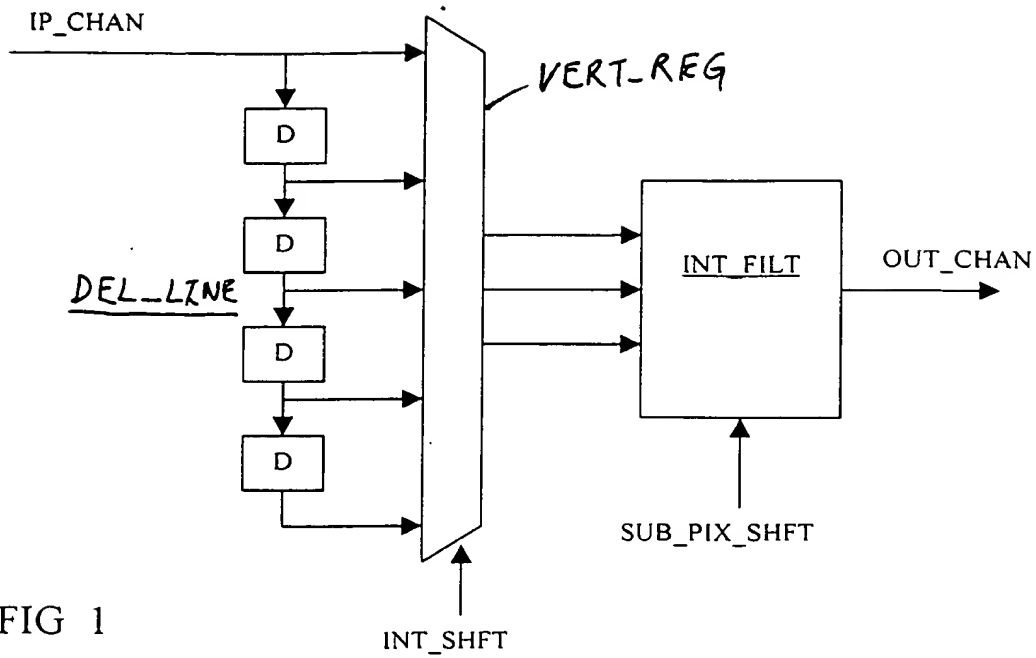 IP_CHAN
VERT_REG
D
D
INT_FILT
OUT_CHAN
DEL_LINE
D
D
SUB_PIX_SHFT
FIG 1
INT_SHFT